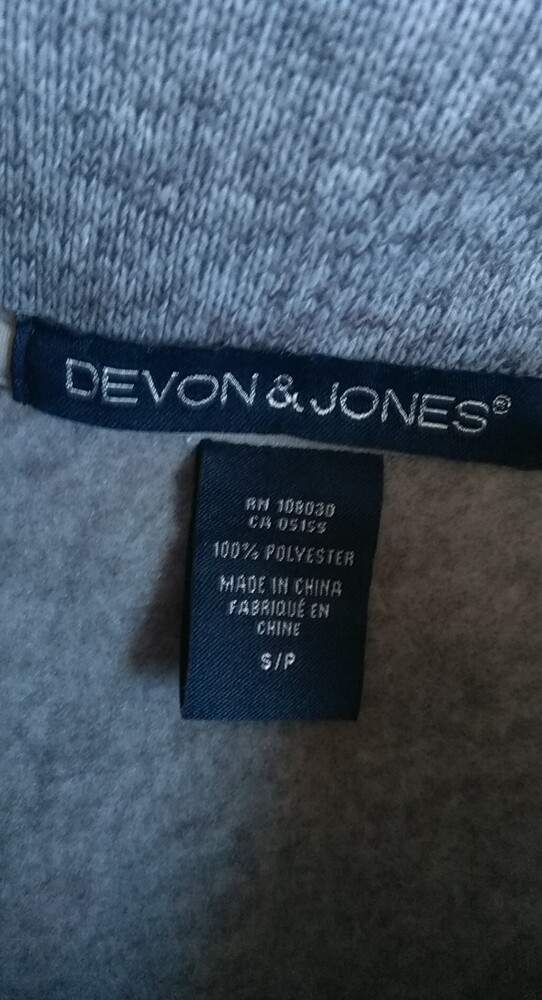 DEVON & JONES®
RN 108030
CA 05155
100% POLYESTER
MADE IN CHINA
FABRIQUÉ EN
CHINE
S/P